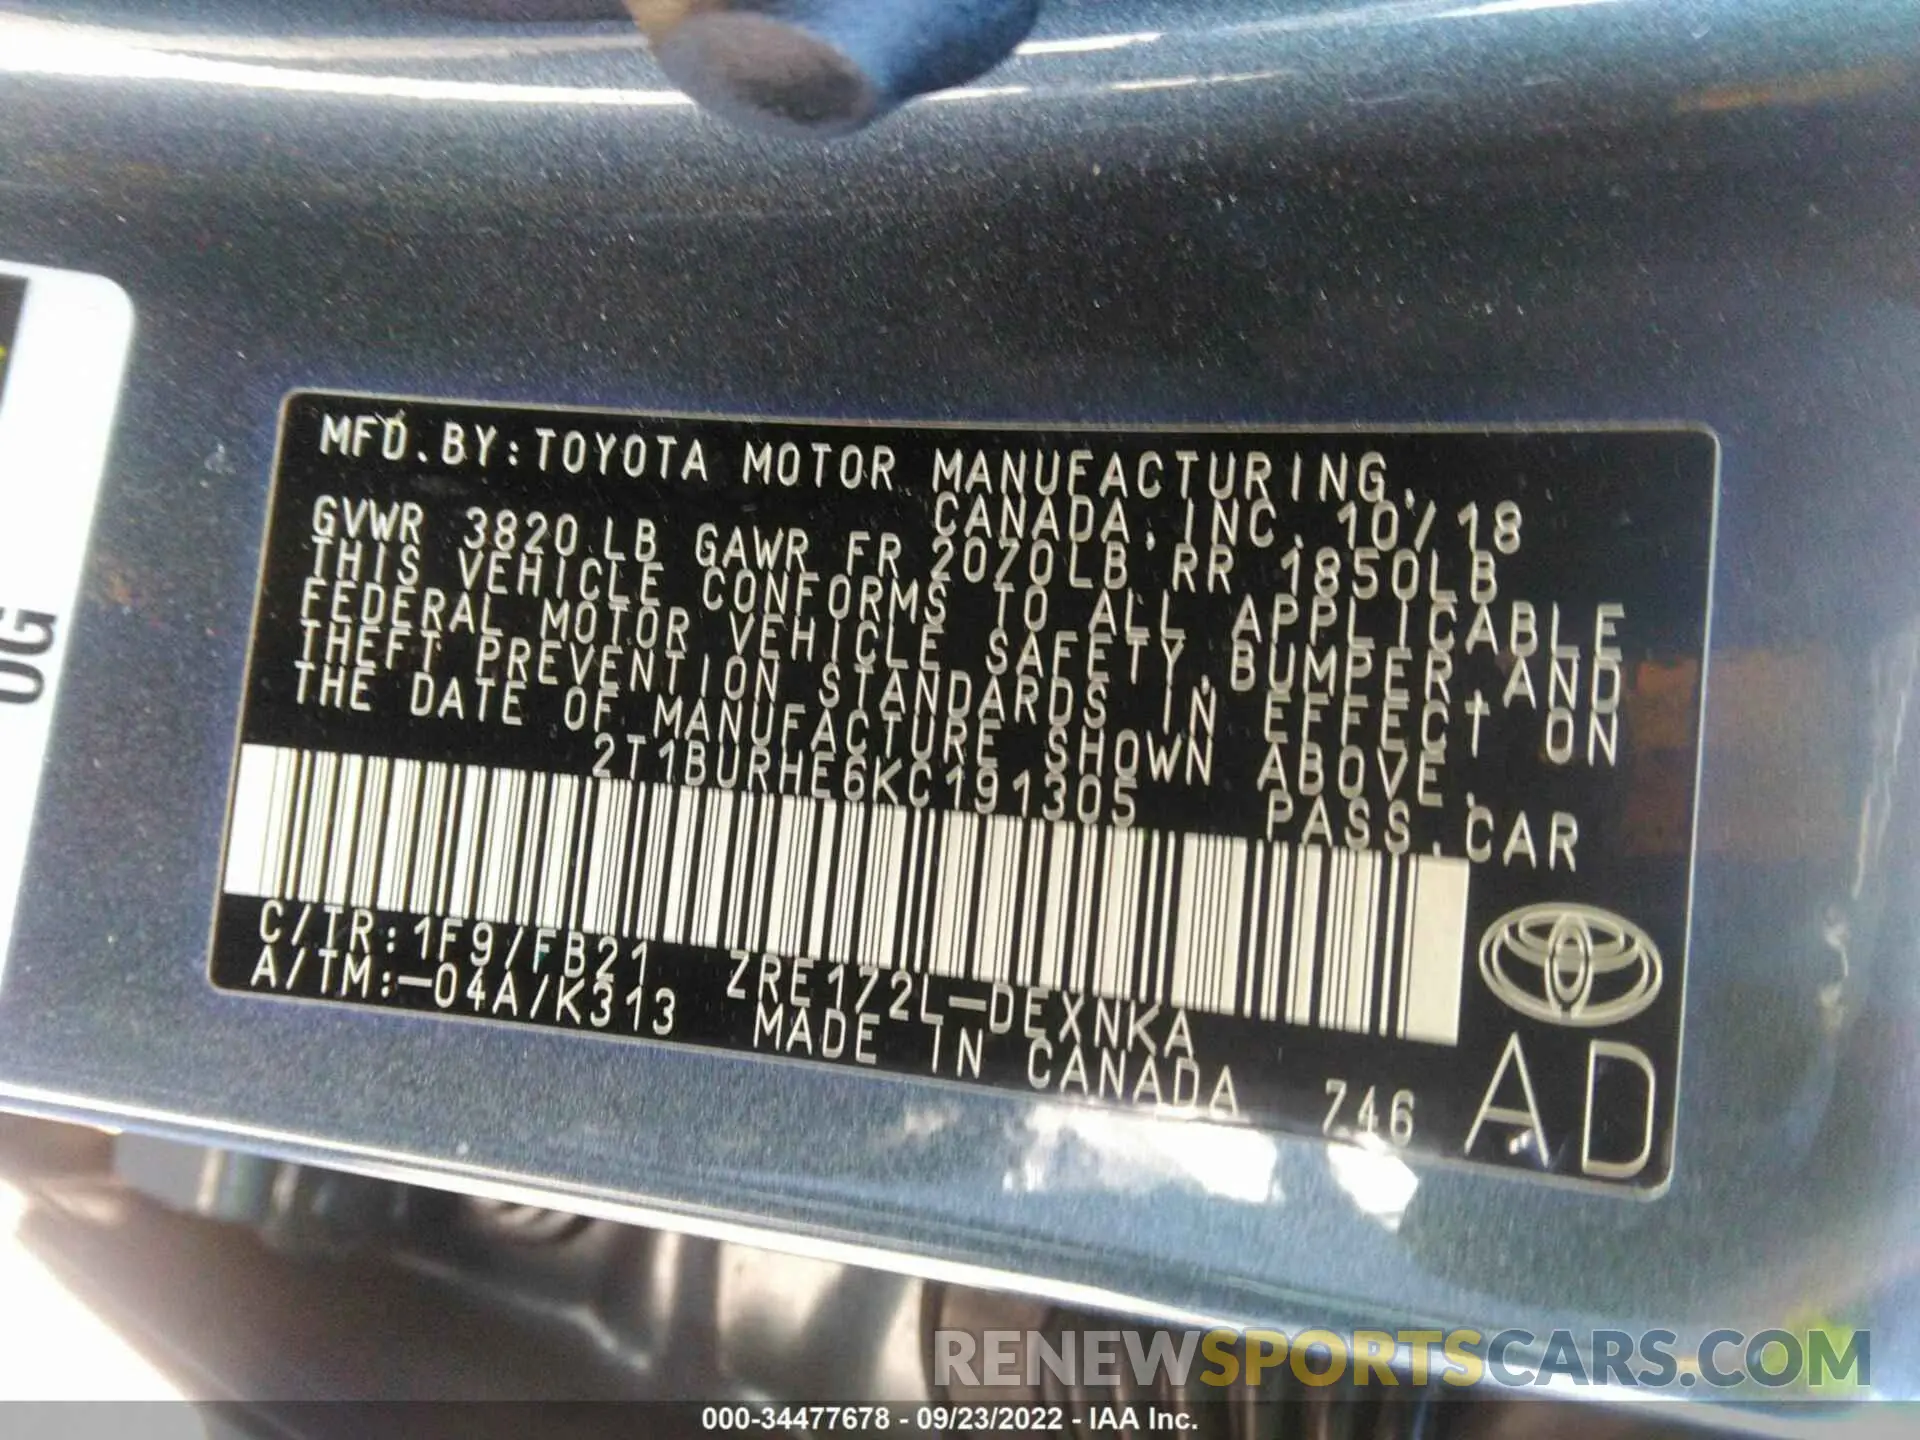 MFD.BY:TOYOTA MOTOR MANUFACTURING,
CANADA,INC. 10/18
GVWR 3820LB GAWR FR 2070LB RR 1850LB
THIS VEHICLE CONFORMS TO ALL APPLICABLE
FEDERAL MOTOR VEHICLE SAFETY,BUMPER,AND
THEFT PREVENTION STANDARDS IN EFFECT ON
THE DATE OF MANUFACTURE SHOWN ABOVE.
2T1BURHE6KC191305 PASS.CAR
C/TR:1F9/FB21 ZRE172L-DEXNKA
A/TM:-04A/K313 MADE IN CANADA 746
AD
0G
RENEWSPORTSCARS.COM
000-34477678 - 09/23/2022 - IAA Inc.